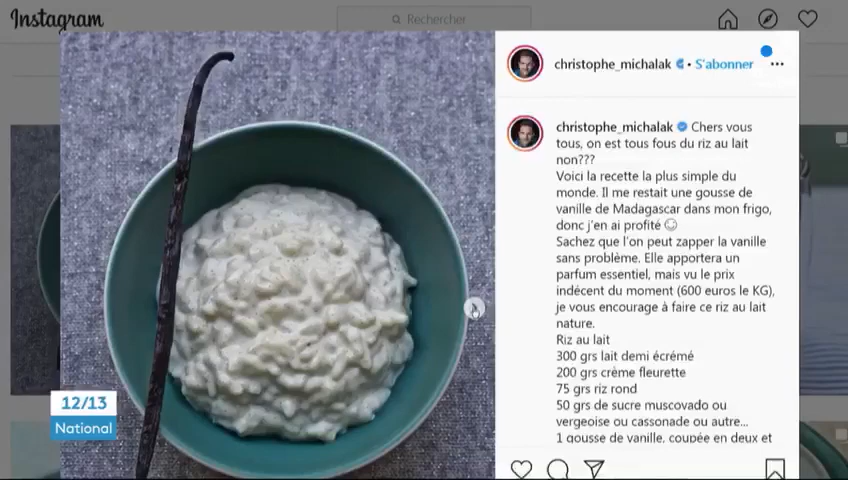 Instagram
Rechercher
christophe_michalak • S'abonner
christophe_michalak Chers vous
tous, on est tous fous du riz au lait
non???
Voici la recette la plus simple du
monde. Il me restait une gousse de
vanille de Madagascar dans mon frigo,
donc j'en ai profité
Sachez que l'on peut zapper la vanille
sans problème. Elle apportera un
parfum essentiel, mais vu le prix
indécent du moment (600 euros le KG),
je vous encourage à faire ce riz au lait
nature.
Riz au lait
300 grs lait demi écrémé
200 grs crème fleurette
75 grs riz rond
50 grs de sucre muscovado ou
vergeoise ou cassonade ou autre...
1 gousse de vanille, coupée en deux et
12/13
National